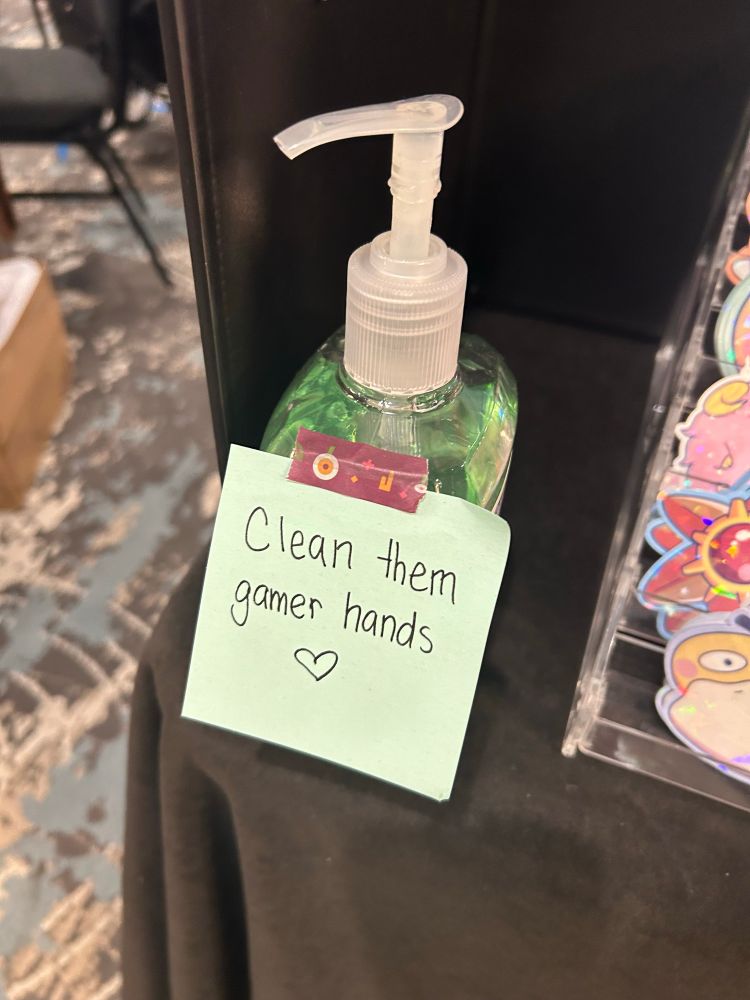 Clean them
gamer hands
♡